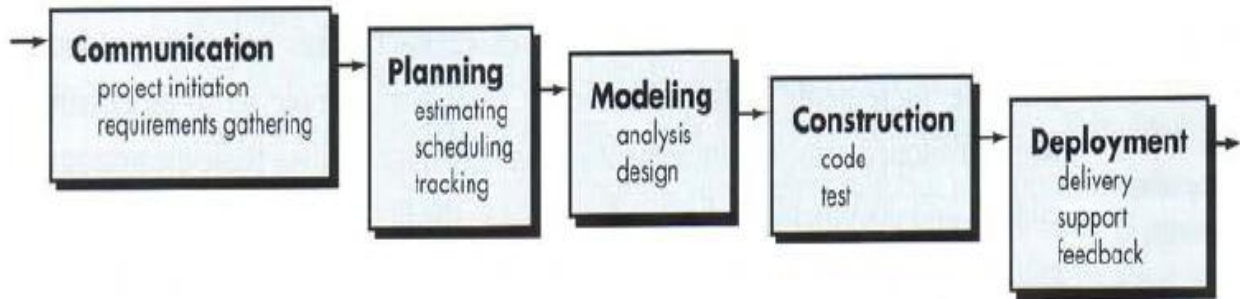 Communication
project initiation
requirements gathering
Planning
estimating
scheduling
tracking
Modeling
analysis
design
Construction
code
test
Deployment
delivery
support
feedback